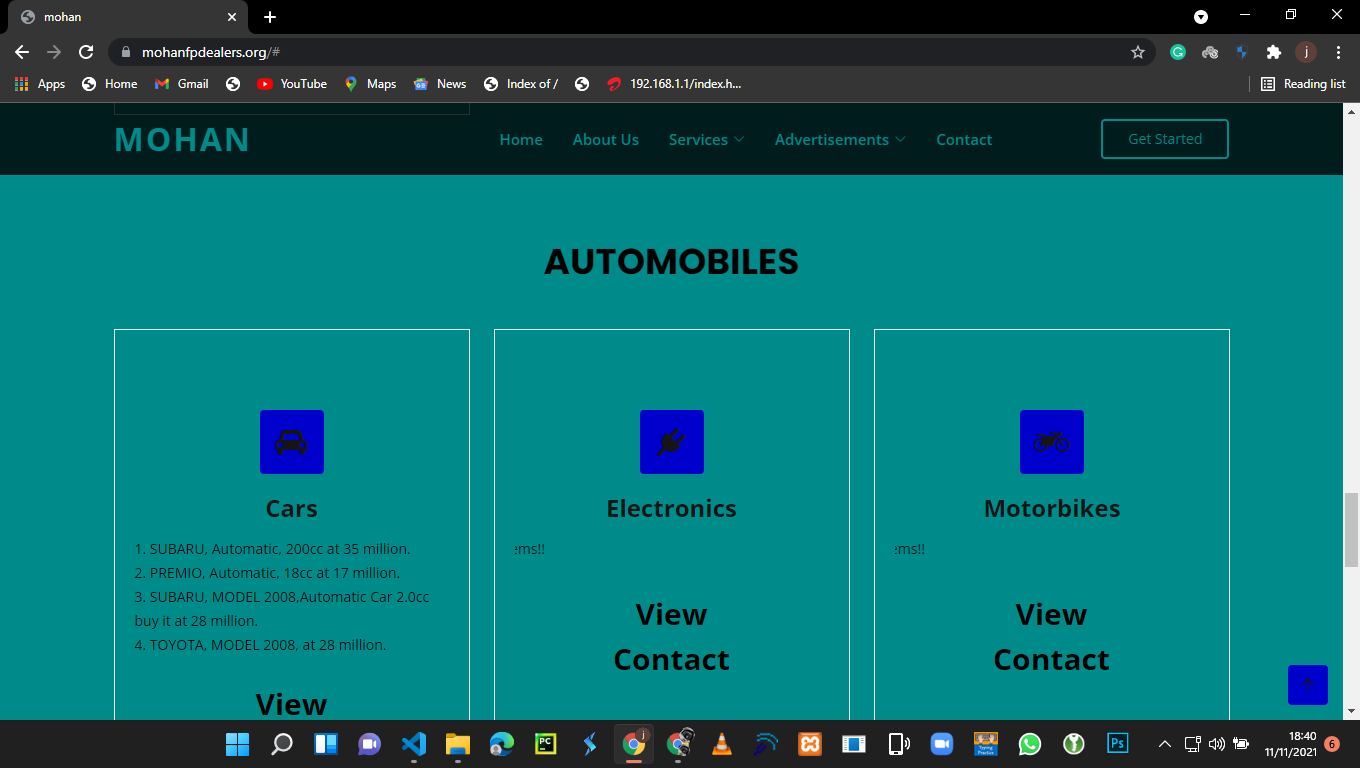 mohan
mohanfpdealers.org/#
j
Apps
Home
Gmail
YouTube
Maps
News
Index of /
192.168.1.1/index.h...
Reading list
MOHAN
Home
About Us
Services
Advertisements
Contact
Get Started
AUTOMOBILES
Cars
1. SUBARU, Automatic, 200cc at 35 million.
2. PREMIO, Automatic, 18cc at 17 million.
3. SUBARU, MODEL 2008,Automatic Car 2.0cc
buy it at 28 million.
4. TOYOTA, MODEL 2008, at 28 million.
View
Electronics
ems!!
View
Contact
Motorbikes
ems!!
View
Contact
PC
j
Ps
18:40
11/11/2021
6